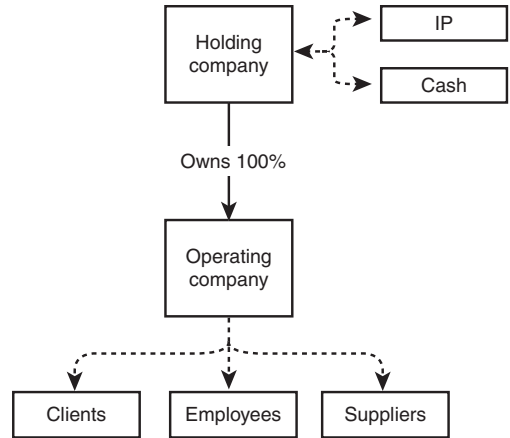 Holding
company
IP
Cash
Owns 100%
Operating
company
Clients
Employees
Suppliers